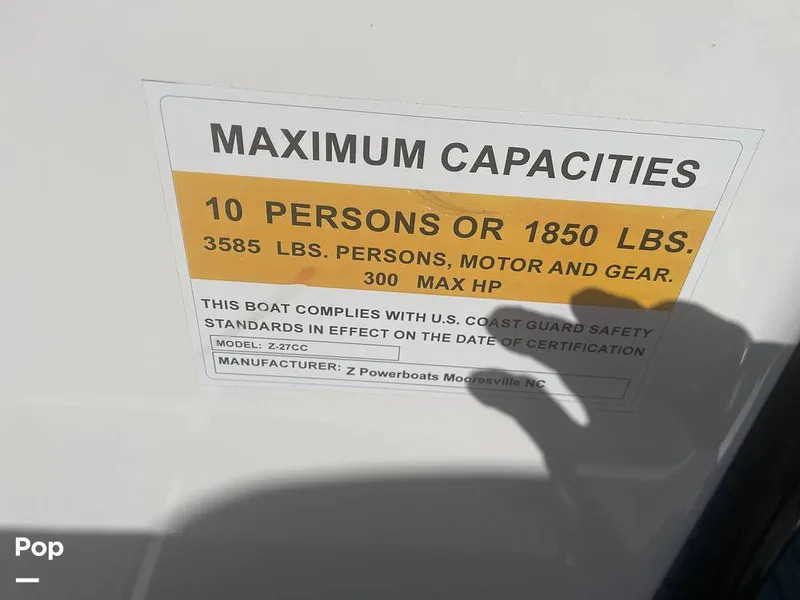 MAXIMUM CAPACITIES
10 PERSONS OR 1850 LBS.
3585 LBS. PERSONS, MOTOR AND GEAR.
300 MAX HP
THIS BOAT COMPLIES WITH U.S. COAST GUARD SAFETY
STANDARDS IN EFFECT ON THE DATE OF CERTIFICATION
MODEL: Z-27CC
MANUFACTURER: Z Powerboats Mooresville NC
Pop